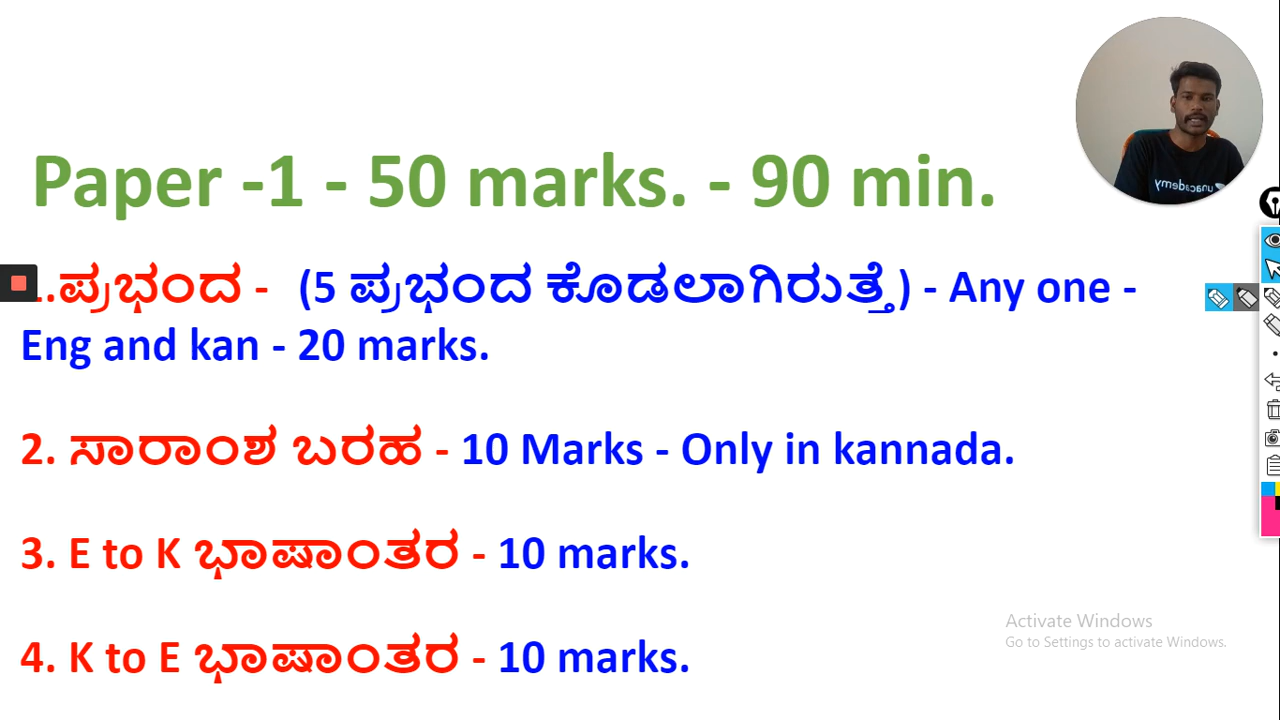 Paper -1 - 50 marks. - 90 min.
unacademy
..ಪ್ರಭಂದ - (5 ಪ್ರಭಂದ ಕೊಡಲಾಗಿರುತ್ತೆ) - Any one -
Eng and kan - 20 marks.
2. ಸಾರಾಂಶ ಬರಹ - 10 Marks - Only in kannada.
3. E to K ಭಾಷಾಂತರ - 10 marks.
4. K to E ಭಾಷಾಂತರ - 10 marks.
Activate Windows
Go to Settings to activate Windows.